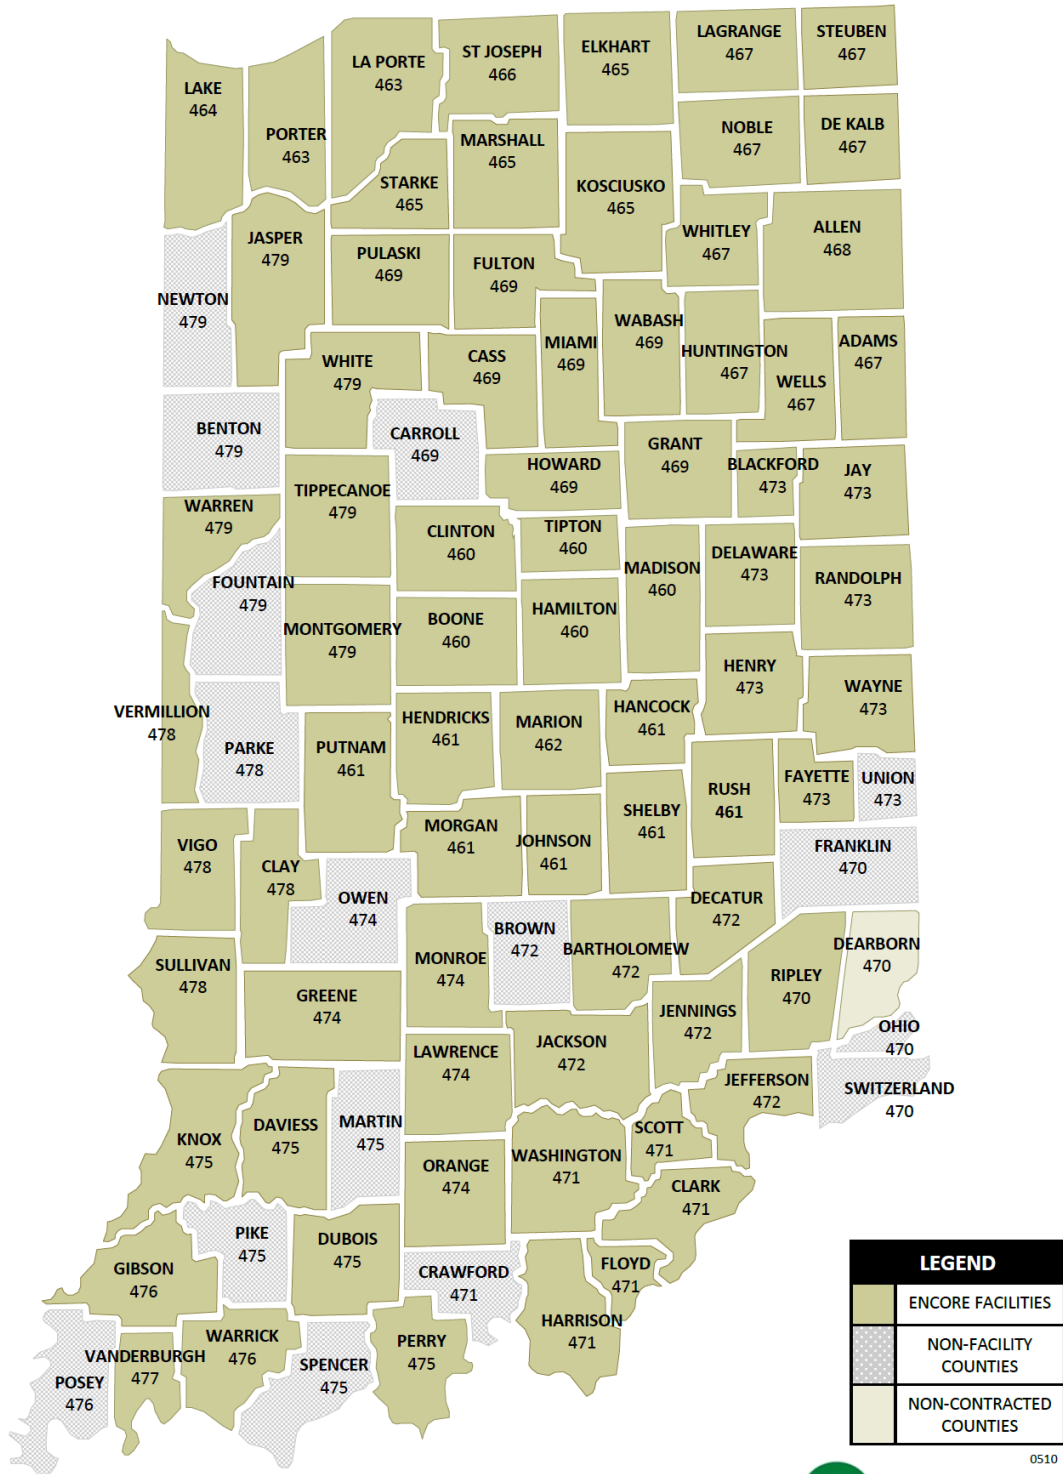 LAGRANGE
467
STEUBEN
467
ST JOSEPH
466
ELKHART
465
LA PORTE
463
LAKE
464
PORTER
463
NOBLE
467
DE KALB
467
MARSHALL
465
STARKE
465
KOSCIUSKO
465
WHITLEY
467
ALLEN
468
JASPER
479
PULASKI
469
FULTON
469
NEWTON
479
WABASH
469
MIAMI
469
HUNTINGTON
467
ADAMS
467
WHITE
479
CASS
469
WELLS
467
BENTON
479
CARROLL
469
GRANT
469
HOWARD
469
BLACKFORD
473
JAY
473
TIPPECANOE
479
WARREN
479
CLINTON
460
TIPTON
460
MADISON
460
DELAWARE
473
RANDOLPH
473
FOUNTAIN
479
MONTGOMERY
479
BOONE
460
HAMILTON
460
HENRY
473
WAYNE
473
VERMILLION
478
PARKE
478
PUTNAM
461
HENDRICKS
461
MARION
462
HANCOCK
461
RUSH
461
FAYETTE
473
UNION
473
SHELBY
461
MORGAN
461
JOHNSON
461
FRANKLIN
470
VIGO
478
CLAY
478
OWEN
474
DECATUR
472
BROWN
472
BARTHOLOMEW
472
MONROE
474
DEARBORN
470
RIPLEY
470
SULLIVAN
478
GREENE
474
JENNINGS
472
OHIO
470
JACKSON
472
LAWRENCE
474
JEFFERSON
472
SWITZERLAND
470
MARTIN
475
DAVIESS
475
KNOX
475
SCOTT
471
WASHINGTON
471
ORANGE
474
CLARK
471
PIKE
475
DUBOIS
475
CRAWFORD
471
FLOYD
471
GIBSON
476
HARRISON
471
WARRICK
476
PERRY
475
VANDERBURGH
477
SPENCER
475
POSEY
476
LEGEND
ENCORE FACILITIES
NON-FACILITY
COUNTIES
NON-CONTRACTED
COUNTIES
0510